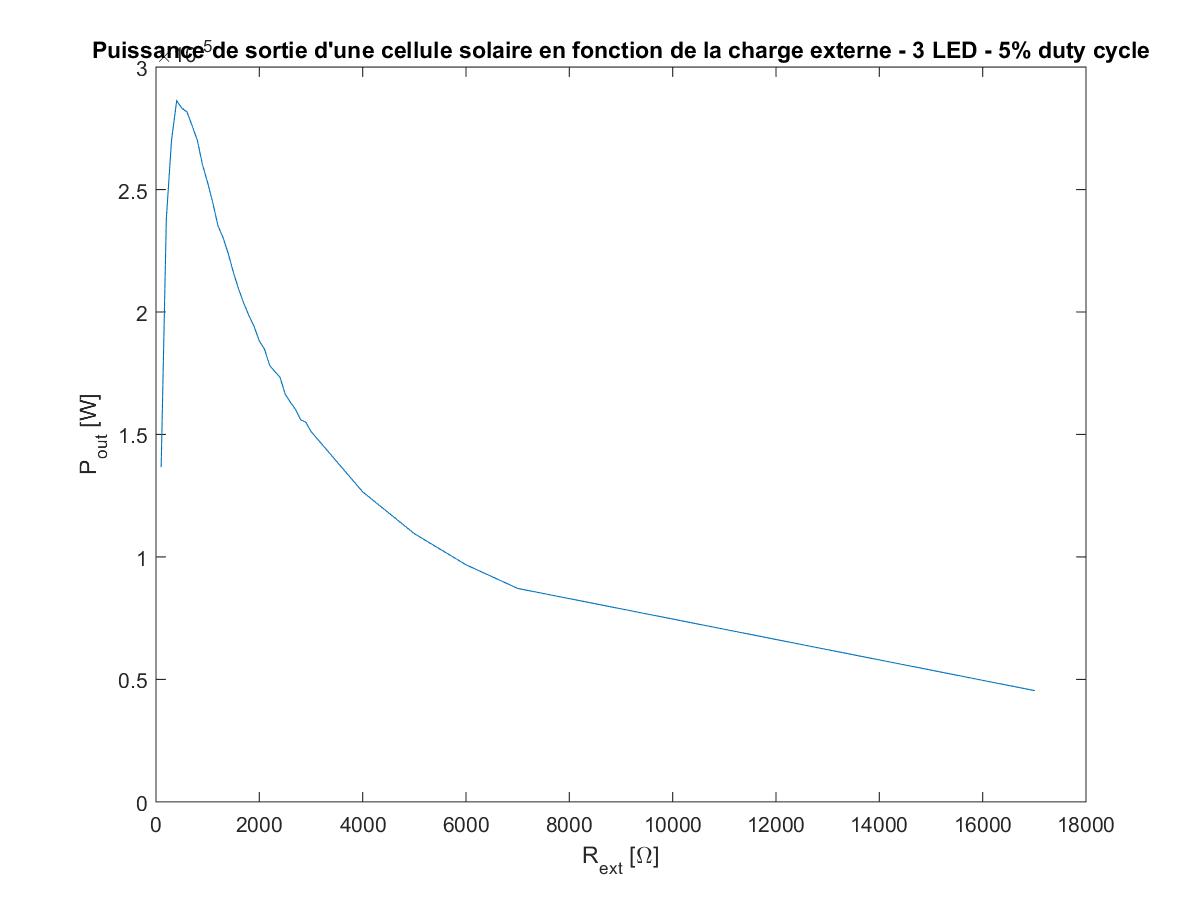 Puissance de sortie d'une cellule solaire en fonction de la charge externe - 3 LED - 5% duty cycle
×10^5
3
2.5
2
1.5
1
0.5
0
P_out [W]
0 2000 4000 6000 8000 10000 12000 14000 16000 18000
R_ext [Ω]